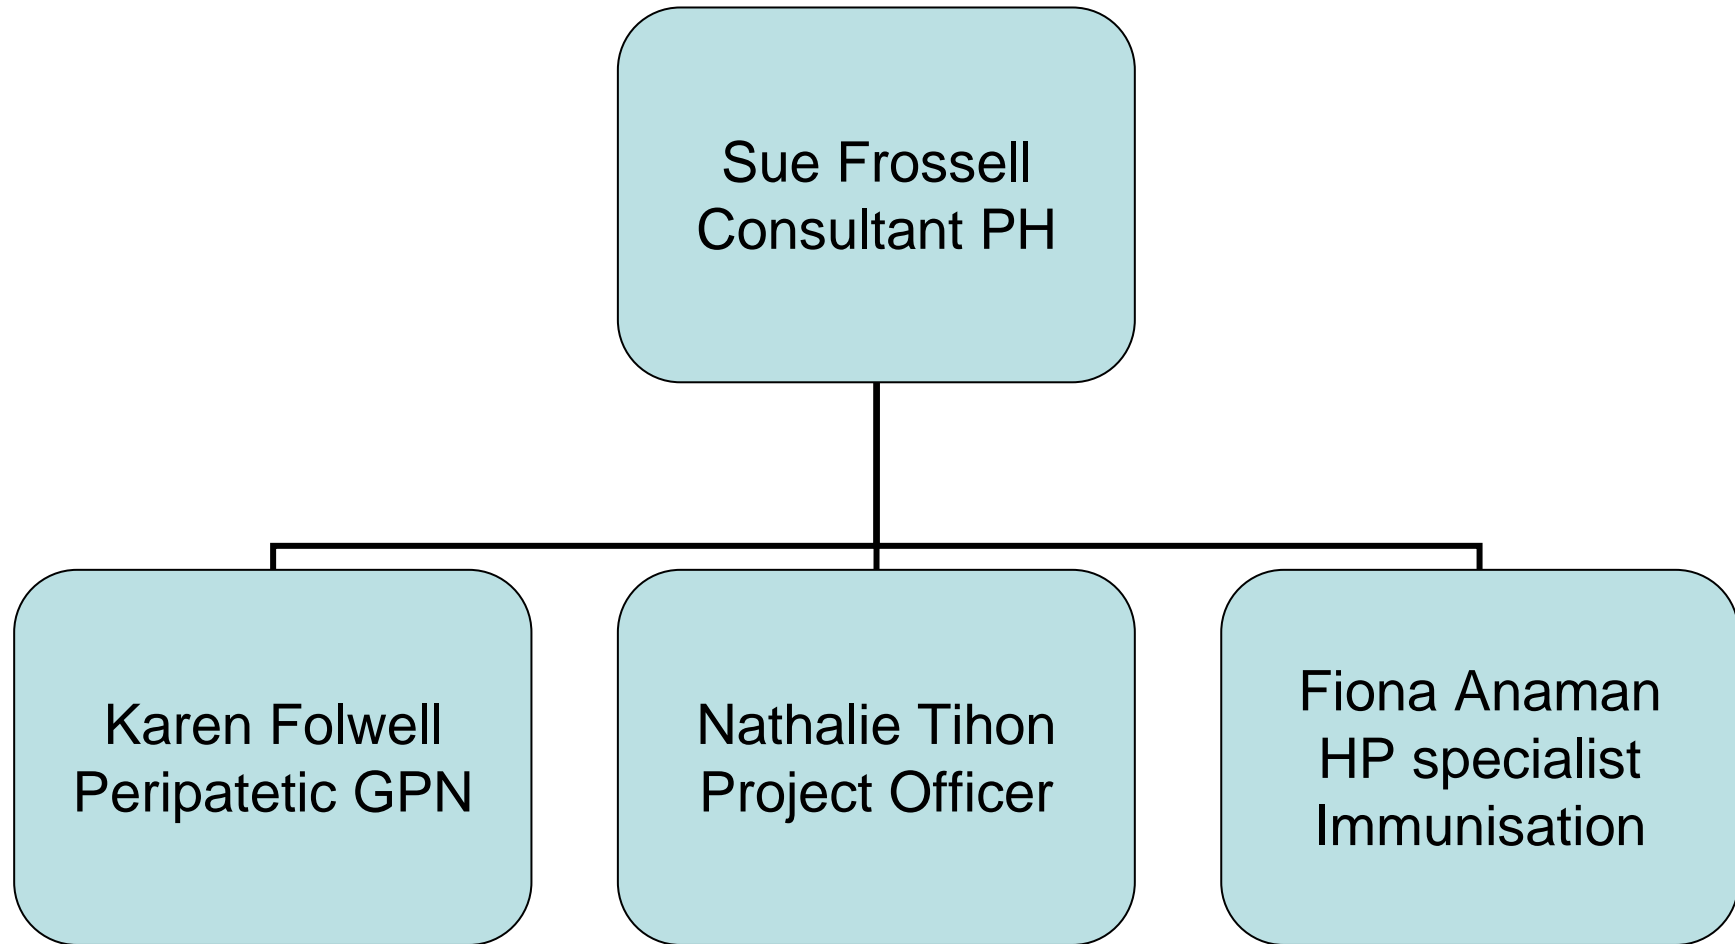 Sue Frossell
Consultant PH
Karen Folwell
Peripatetic GPN
Nathalie Tihon
Project Officer
Fiona Anaman
HP specialist
Immunisation